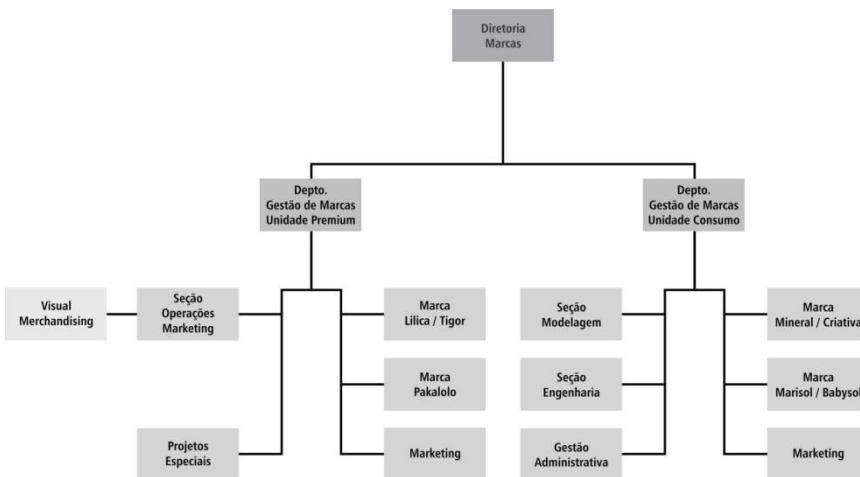 Diretoria
Marcas
Depto.
Gestão de Marcas
Unidade Premium
Depto.
Gestão de Marcas
Unidade Consumo
Visual
Merchandising
Seção
Operações
Marketing
Marca
Lilica / Tigor
Seção
Modelagem
Marca
Mineral / Criativa
Marca
Pakalolo
Seção
Engenharia
Marca
Marisol / Babysol
Projetos
Especiais
Marketing
Gestão
Administrativa
Marketing